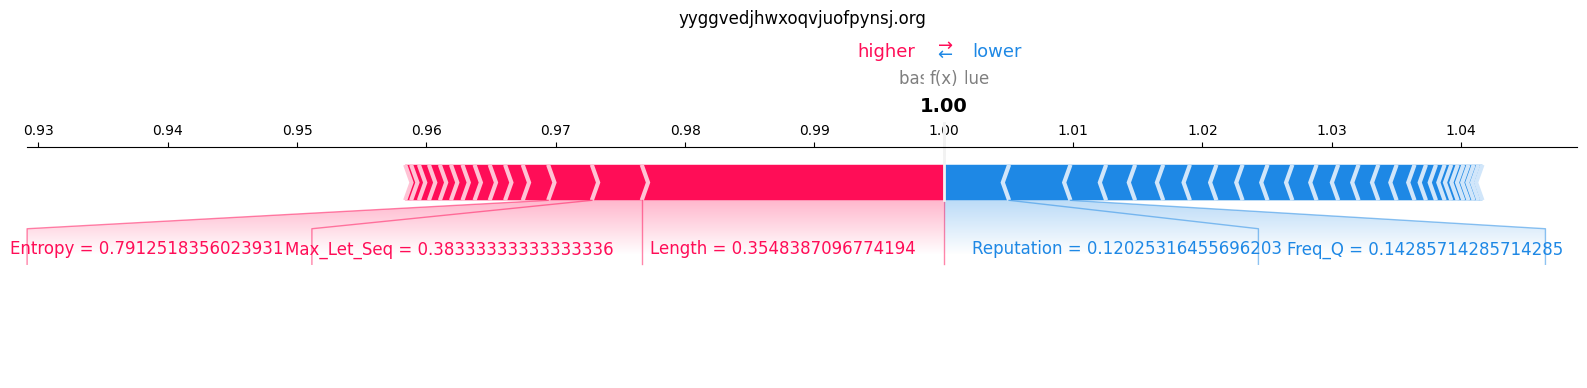 yyggvedjhwxoqvjuofpynsj.org
higher → ← lower
bas f(x) lue
1.00
0.93 0.94 0.95 0.96 0.97 0.98 0.99 1.00 1.01 1.02 1.03 1.04
Entropy = 0.7912518356023931 Max_Let_Seq = 0.38333333333333336 Length = 0.3548387096774194 Reputation = 0.12025316455696203 Freq_Q = 0.14285714285714285